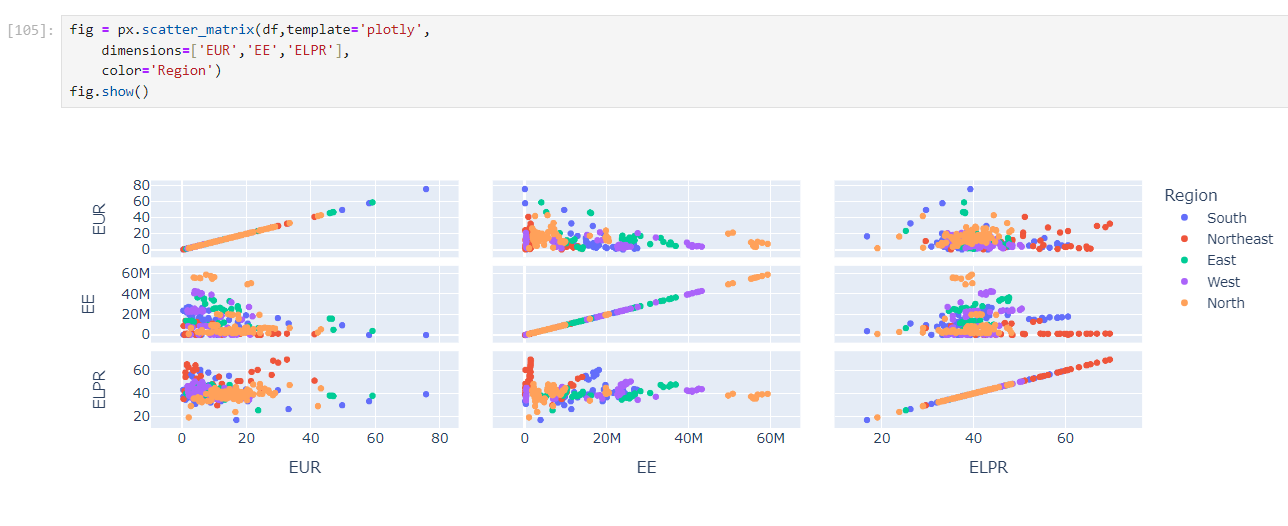 [105]: fig = px.scatter_matrix(df,template='plotly',
dimensions=['EUR','EE','ELPR'],
color='Region')
fig.show()
80
60
40
20
0
EUR
60M
40M
20M
0
EE
60
40
20
ELPR
0 20 40 60 80
0 20M 40M 60M
20 40 60
EUR EE ELPR
Region
South
Northeast
East
West
North